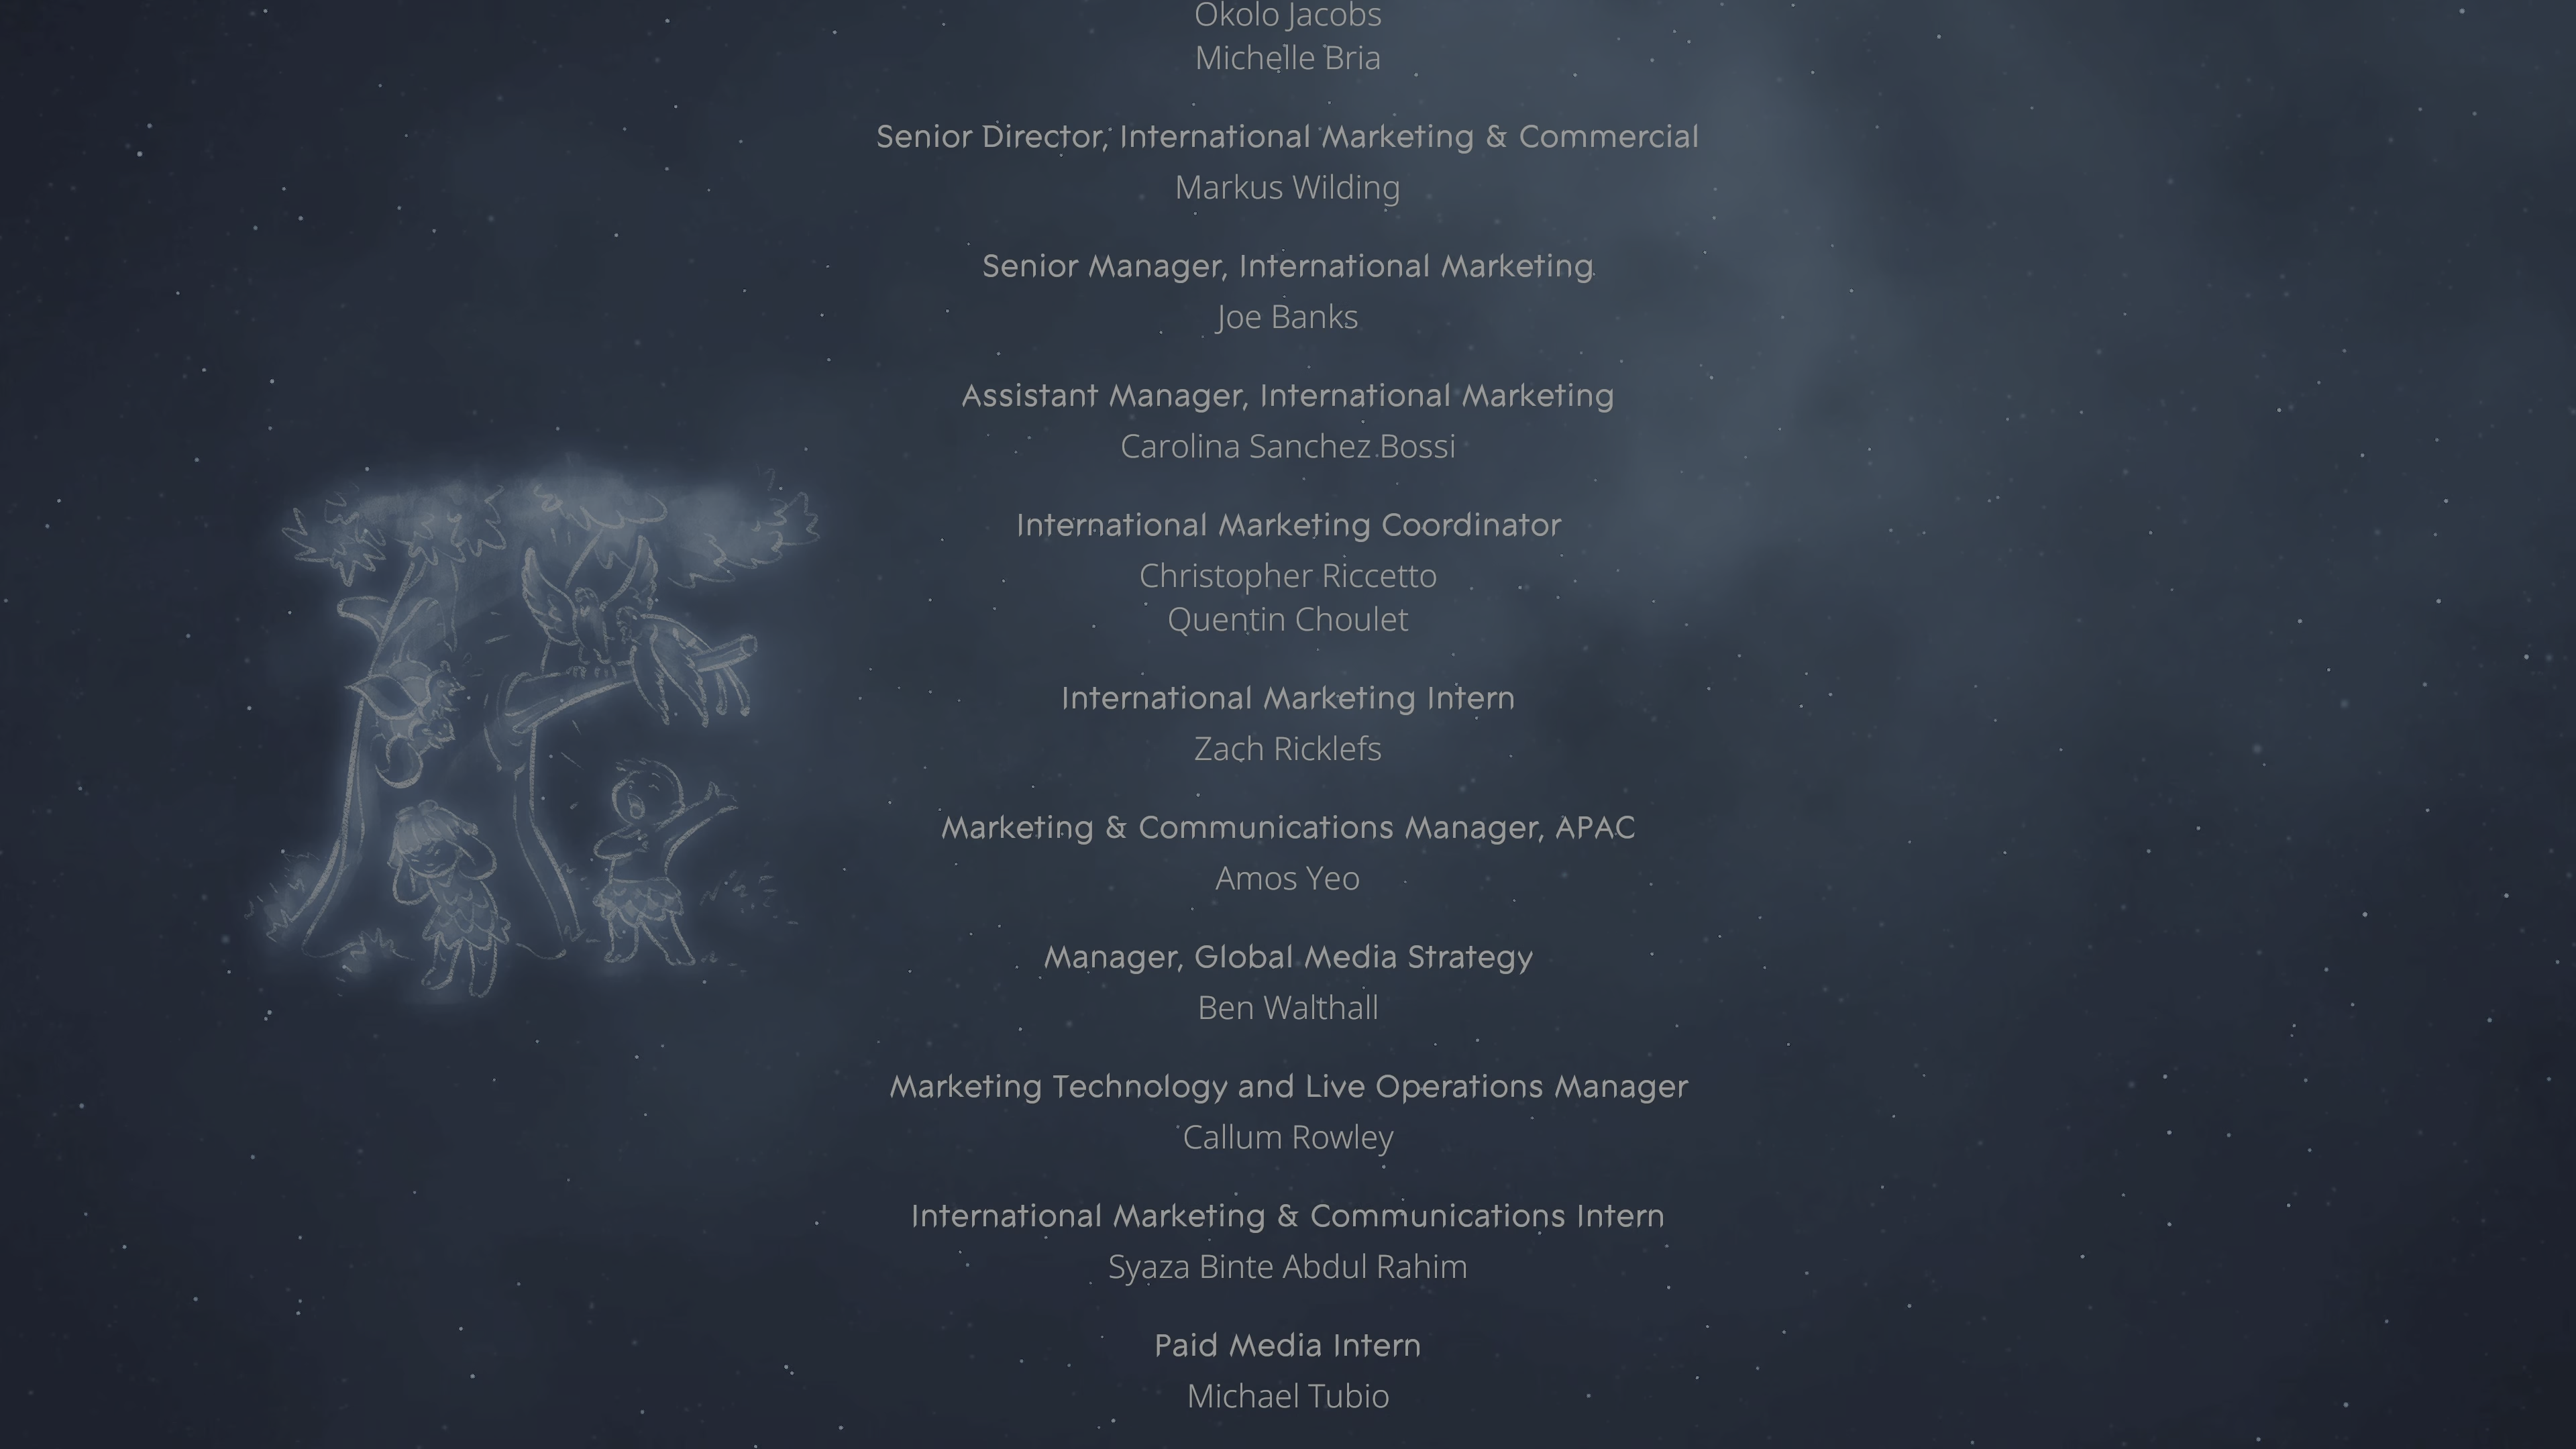 Okolo Jacobs
Michelle Bria
Senior Director, International Marketing & Commercial
Markus Wilding
Senior Manager, International Marketing
Joe Banks
Assistant Manager, International Marketing
Carolina Sanchez Bossi
International Marketing Coordinator
Christopher Riccetto
Quentin Choulet
International Marketing Intern
Zach Ricklefs
Marketing & Communications Manager, APAC
Amos Yeo
Manager, Global Media Strategy
Ben Walthall
Marketing Technology and Live Operations Manager
Callum Rowley
International Marketing & Communications Intern
Syaza Binte Abdul Rahim
Paid Media Intern
Michael Tubio